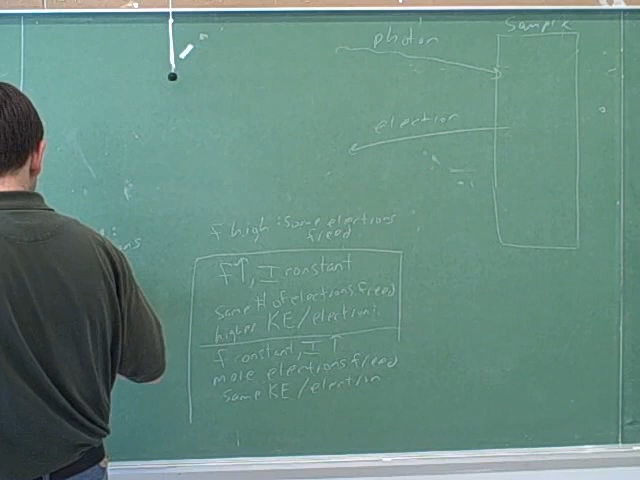 Sample
photon
electron
f high: some electrons
freed
f↑, I constant
same # of electrons freed
higher KE/electron
f constant, I ↑
more electrons freed
same KE/electron